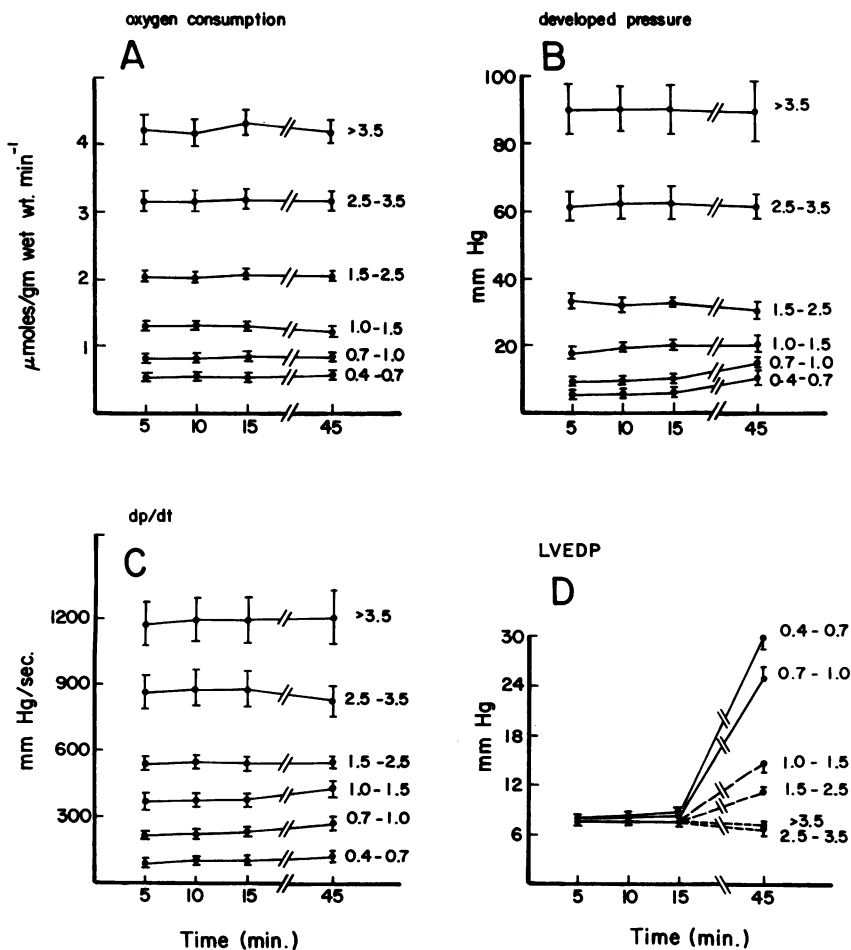 oxygen consumption
A
μmoles/gm wet wt. min⁻¹
4
3
2
1
>3.5
2.5-3.5
1.5-2.5
1.0-1.5
0.7-1.0
0.4-0.7
5 10 15 45
developed pressure
B
mm Hg
100
80
60
40
20
>3.5
2.5-3.5
1.5-2.5
1.0-1.5
0.7-1.0
0.4-0.7
5 10 15 45
dp/dt
C
mm Hg/sec.
1200
900
600
300
>3.5
2.5-3.5
1.5-2.5
1.0-1.5
0.7-1.0
0.4-0.7
5 10 15 45
Time (min.)
LVEDP
D
mm Hg
30
24
18
12
6
0.4-0.7
0.7-1.0
1.0-1.5
1.5-2.5
>3.5
2.5-3.5
5 10 15 45
Time (min.)